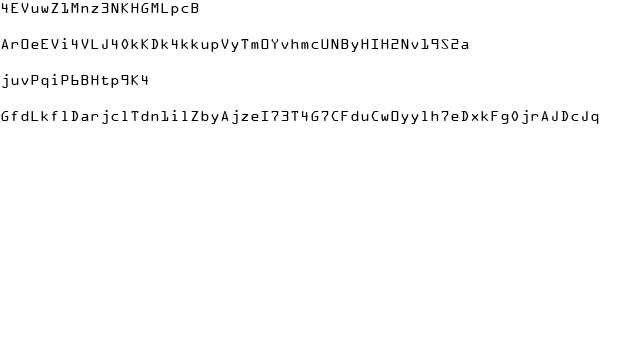 4EVuwZ1Mnz3NKHGMLpcB
ArOeEVi4VLJ40kKDk4kkupVyTmOYvhmcUNByHIH2Nv19S2a
juvPqiP6BHtp9K4
GfdLkflDarjclTdn1ilZbyAjzeI73T4G7CFduCwOyylh7eDxkFg0jrAJDcJq